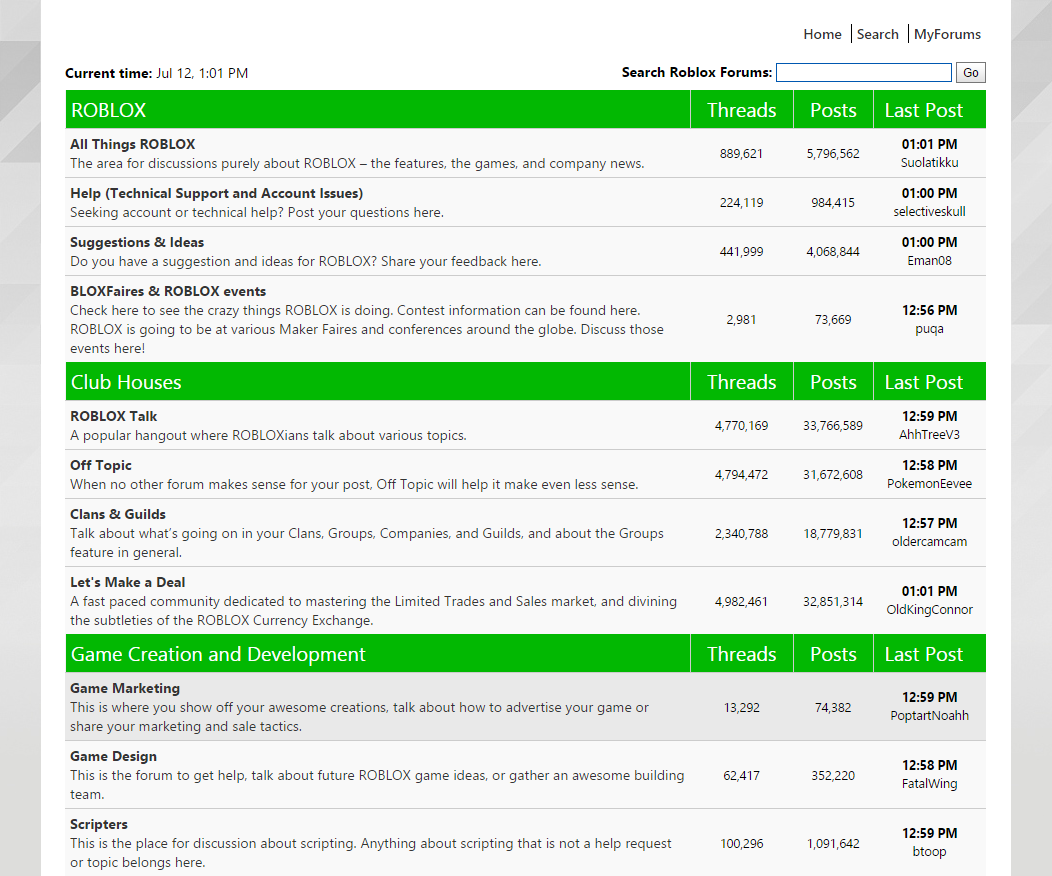 Home Search MyForums
Current time: Jul 12, 1:01 PM Search Roblox Forums: Go
ROBLOX Threads Posts Last Post
All Things ROBLOX
The area for discussions purely about ROBLOX – the features, the games, and company news.
889,621 5,796,562 01:01 PM
Suolatikku
Help (Technical Support and Account Issues)
Seeking account or technical help? Post your questions here.
224,119 984,415 01:00 PM
selectiveskull
Suggestions & Ideas
Do you have a suggestion and ideas for ROBLOX? Share your feedback here.
441,999 4,068,844 01:00 PM
Eman08
BLOXFaires & ROBLOX events
Check here to see the crazy things ROBLOX is doing. Contest information can be found here.
ROBLOX is going to be at various Maker Faires and conferences around the globe. Discuss those
events here!
2,981 73,669 12:56 PM
puqa
Club Houses Threads Posts Last Post
ROBLOX Talk
A popular hangout where ROBLOXians talk about various topics.
4,770,169 33,766,589 12:59 PM
AhhTreeV3
Off Topic
When no other forum makes sense for your post, Off Topic will help it make even less sense.
4,794,472 31,672,608 12:58 PM
PokemonEevee
Clans & Guilds
Talk about what’s going on in your Clans, Groups, Companies, and Guilds, and about the Groups
feature in general.
2,340,788 18,779,831 12:57 PM
oldercamcam
Let's Make a Deal
A fast paced community dedicated to mastering the Limited Trades and Sales market, and divining
the subtleties of the ROBLOX Currency Exchange.
4,982,461 32,851,314 01:01 PM
OldKingConnor
Game Creation and Development Threads Posts Last Post
Game Marketing
This is where you show off your awesome creations, talk about how to advertise your game or
share your marketing and sale tactics.
13,292 74,382 12:59 PM
PoptartNoahh
Game Design
This is the forum to get help, talk about future ROBLOX game ideas, or gather an awesome building
team.
62,417 352,220 12:58 PM
FatalWing
Scripters
This is the place for discussion about scripting. Anything about scripting that is not a help request
or topic belongs here.
100,296 1,091,642 12:59 PM
btoop